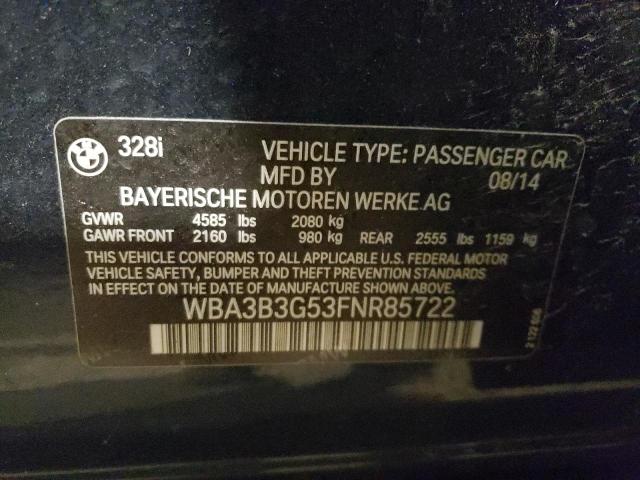 328i
VEHICLE TYPE: PASSENGER CAR
MFD BY 08/14
BAYERISCHE MOTOREN WERKE AG
GVWR 4585 lbs 2080 kg
GAWR FRONT 2160 lbs 980 kg REAR 2555 lbs 1159 kg
THIS VEHICLE CONFORMS TO ALL APPLICABLE U.S. FEDERAL MOTOR
VEHICLE SAFETY, BUMPER AND THEFT PREVENTION STANDARDS IN
EFFECT ON THE DATE OF MANUFACTURE SHOWN ABOVE.
WBA3B3G53FNR85722